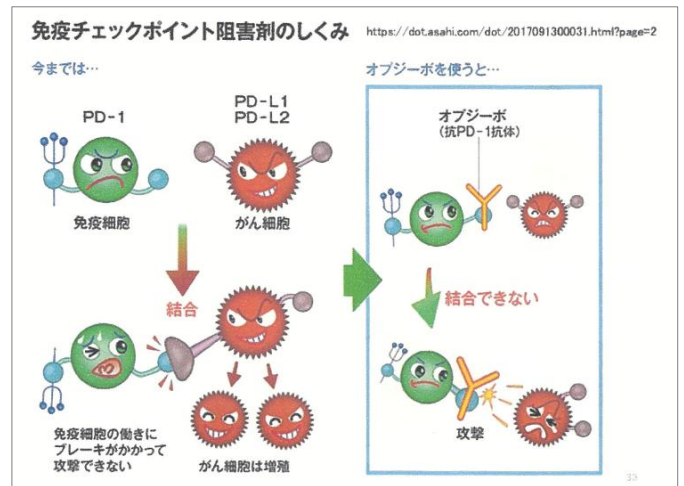 免疫チェックポイント阻害剤のしくみ
https://dot.asahi.com/dot/2017091300031.html?page=2
今までは…
PD-1
PD-L1
PD-L2
免疫細胞
がん細胞
結合
免疫細胞の働きに
ブレーキがかかって
攻撃できない
がん細胞は増殖
オプジーボを使うと…
オプジーボ
(抗PD-1抗体)
結合できない
攻撃